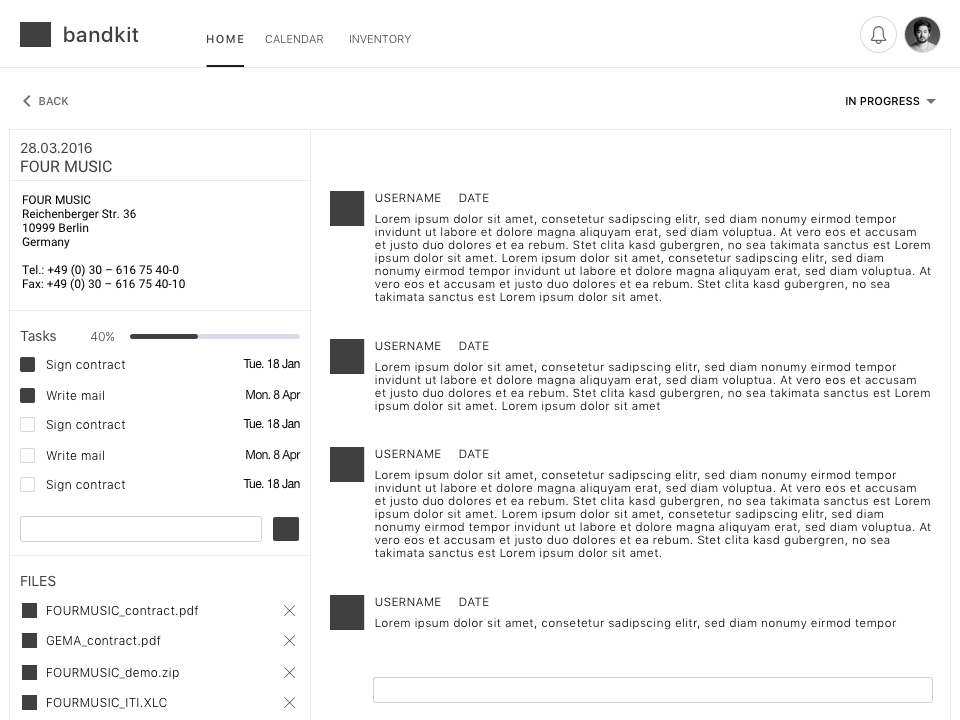 bandkit
HOME CALENDAR INVENTORY
BACK
IN PROGRESS
28.03.2016
FOUR MUSIC
FOUR MUSIC
Reichenberger Str. 36
10999 Berlin
Germany
Tel.: +49 (0) 30 – 616 75 40-0
Fax: +49 (0) 30 – 616 75 40-10
Tasks 40%
Sign contract Tue. 18 Jan
Write mail Mon. 8 Apr
Sign contract Tue. 18 Jan
Write mail Mon. 8 Apr
Sign contract Tue. 18 Jan
FILES
FOURMUSIC_contract.pdf
GEMA_contract.pdf
FOURMUSIC_demo.zip
FOURMUSIC_ITI.XLC
USERNAME DATE
Lorem ipsum dolor sit amet, consetetur sadipscing elitr, sed diam nonumy eirmod tempor
invidunt ut labore et dolore magna aliquyam erat, sed diam voluptua. At vero eos et accusam
et justo duo dolores et ea rebum. Stet clita kasd gubergren, no sea takimata sanctus est Lorem
ipsum dolor sit amet. Lorem ipsum dolor sit amet, consetetur sadipscing elitr, sed diam
nonumy eirmod tempor invidunt ut labore et dolore magna aliquyam erat, sed diam voluptua. At
vero eos et accusam et justo duo dolores et ea rebum. Stet clita kasd gubergren, no sea
takimata sanctus est Lorem ipsum dolor sit amet.
USERNAME DATE
Lorem ipsum dolor sit amet, consetetur sadipscing elitr, sed diam nonumy eirmod tempor
invidunt ut labore et dolore magna aliquyam erat, sed diam voluptua. At vero eos et accusam
et justo duo dolores et ea rebum. Stet clita kasd gubergren, no sea takimata sanctus est Lorem
ipsum dolor sit amet. Lorem ipsum dolor sit amet
USERNAME DATE
Lorem ipsum dolor sit amet, consetetur sadipscing elitr, sed diam nonumy eirmod tempor
invidunt ut labore et dolore magna aliquyam erat, sed diam voluptua. At vero eos et accusam
et justo duo dolores et ea rebum. Stet clita kasd gubergren, no sea takimata sanctus est Lorem
ipsum dolor sit amet. Lorem ipsum dolor sit amet, consetetur sadipscing elitr, sed diam
nonumy eirmod tempor invidunt ut labore et dolore magna aliquyam erat, sed diam voluptua. At
vero eos et accusam et justo duo dolores et ea rebum. Stet clita kasd gubergren, no sea
takimata sanctus est Lorem ipsum dolor sit amet.
USERNAME DATE
Lorem ipsum dolor sit amet, consetetur sadipscing elitr, sed diam nonumy eirmod tempor